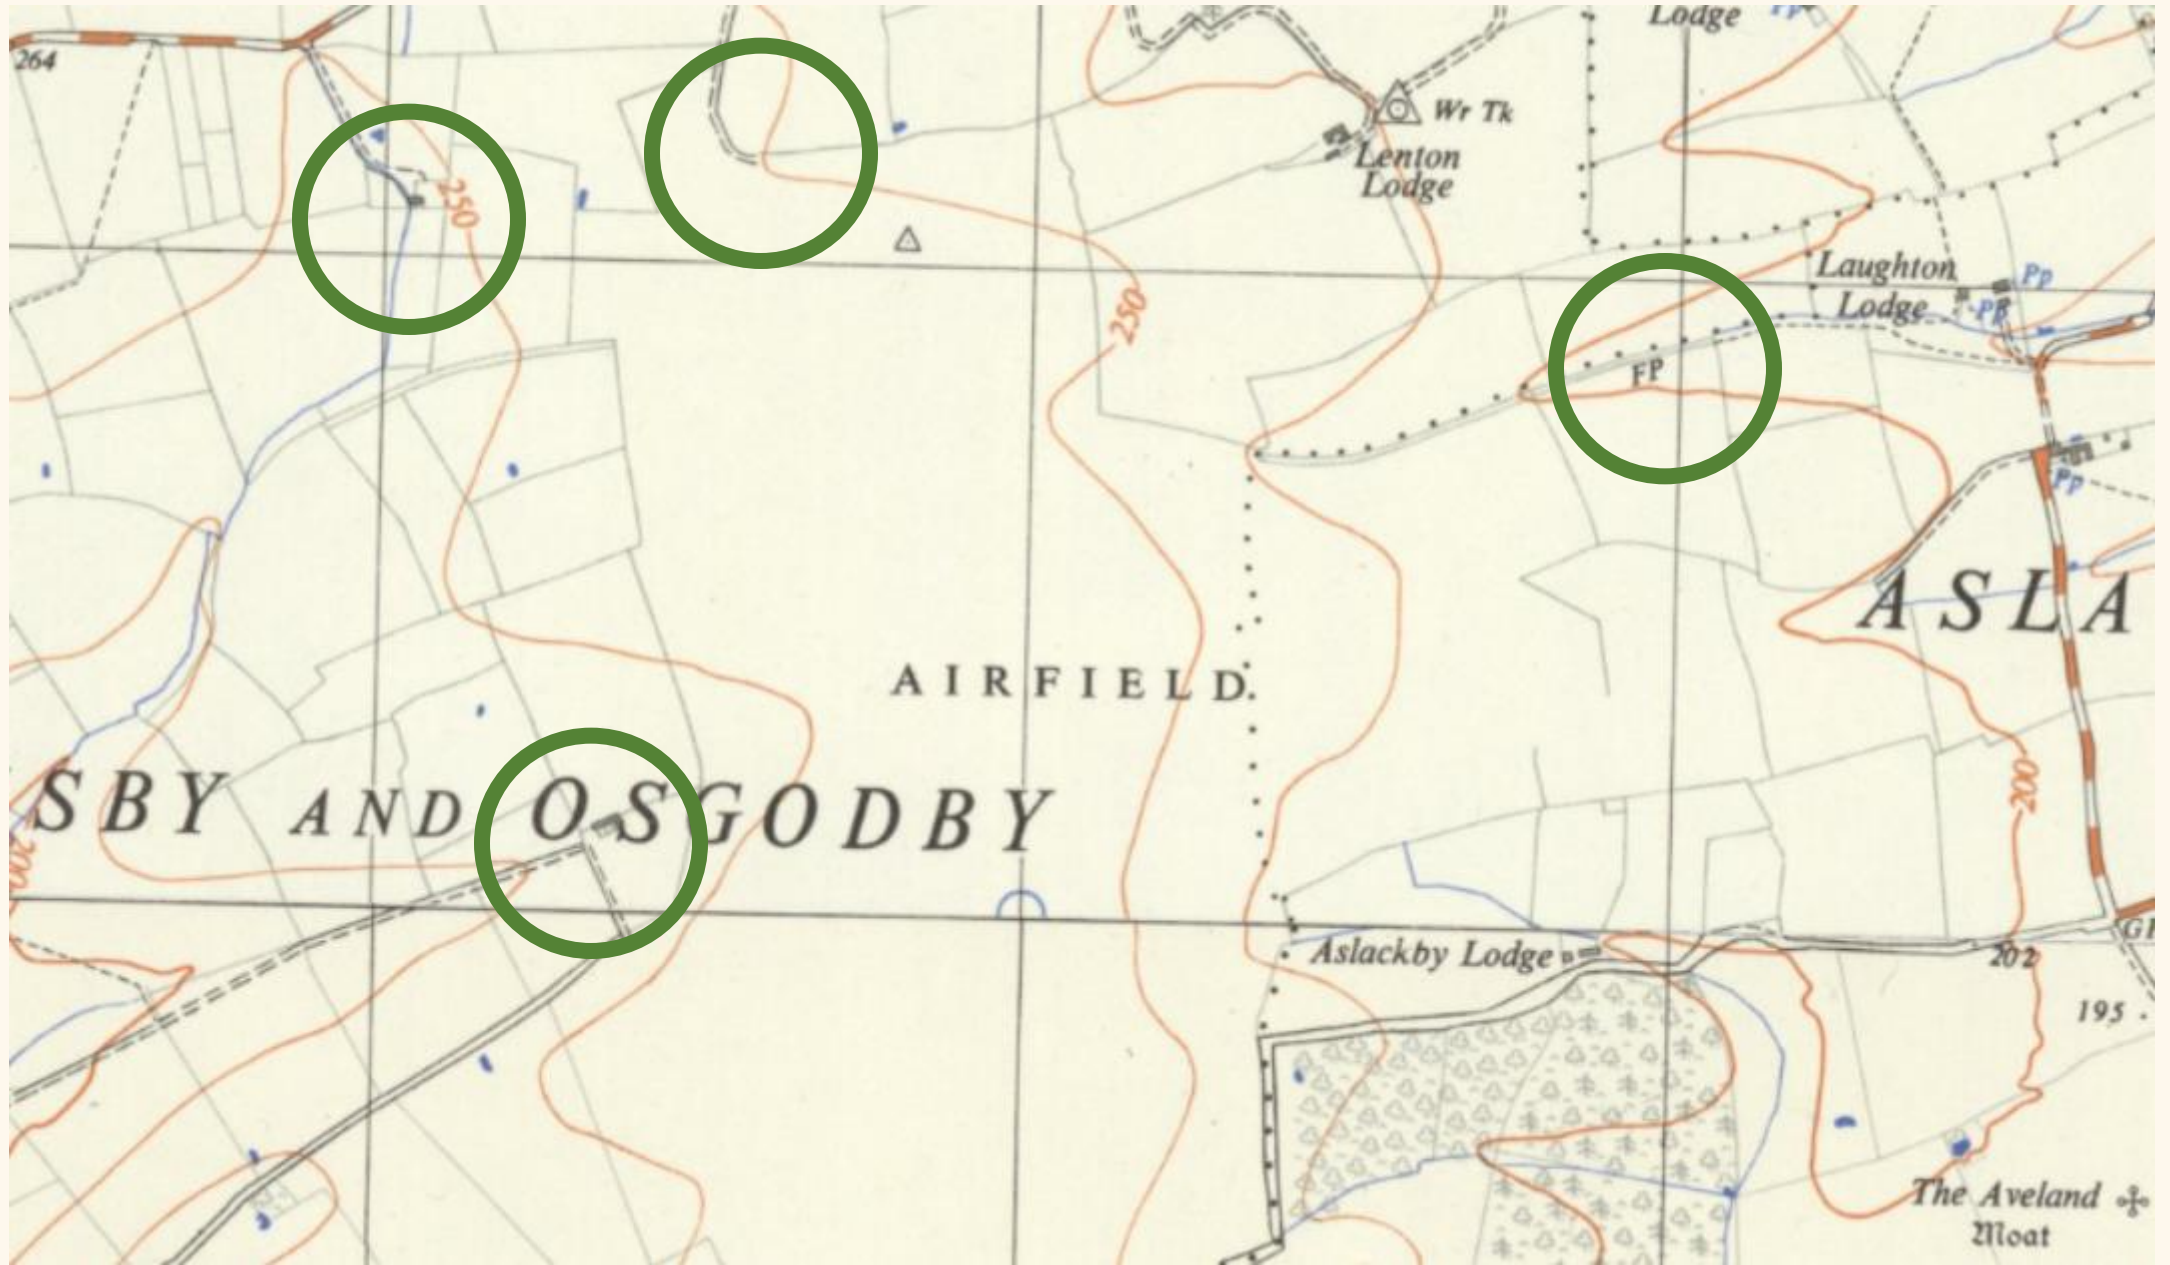 Lodge
Pp
264
Wr Tk
Lenton
Lodge
250
Laughton
Lodge
Pp
Pp
250
FP
Pp
ASLA
AIRFIELD
SBY AND OSGODBY
200
200
Aslackby Lodge
202
195
The Aveland
Moat